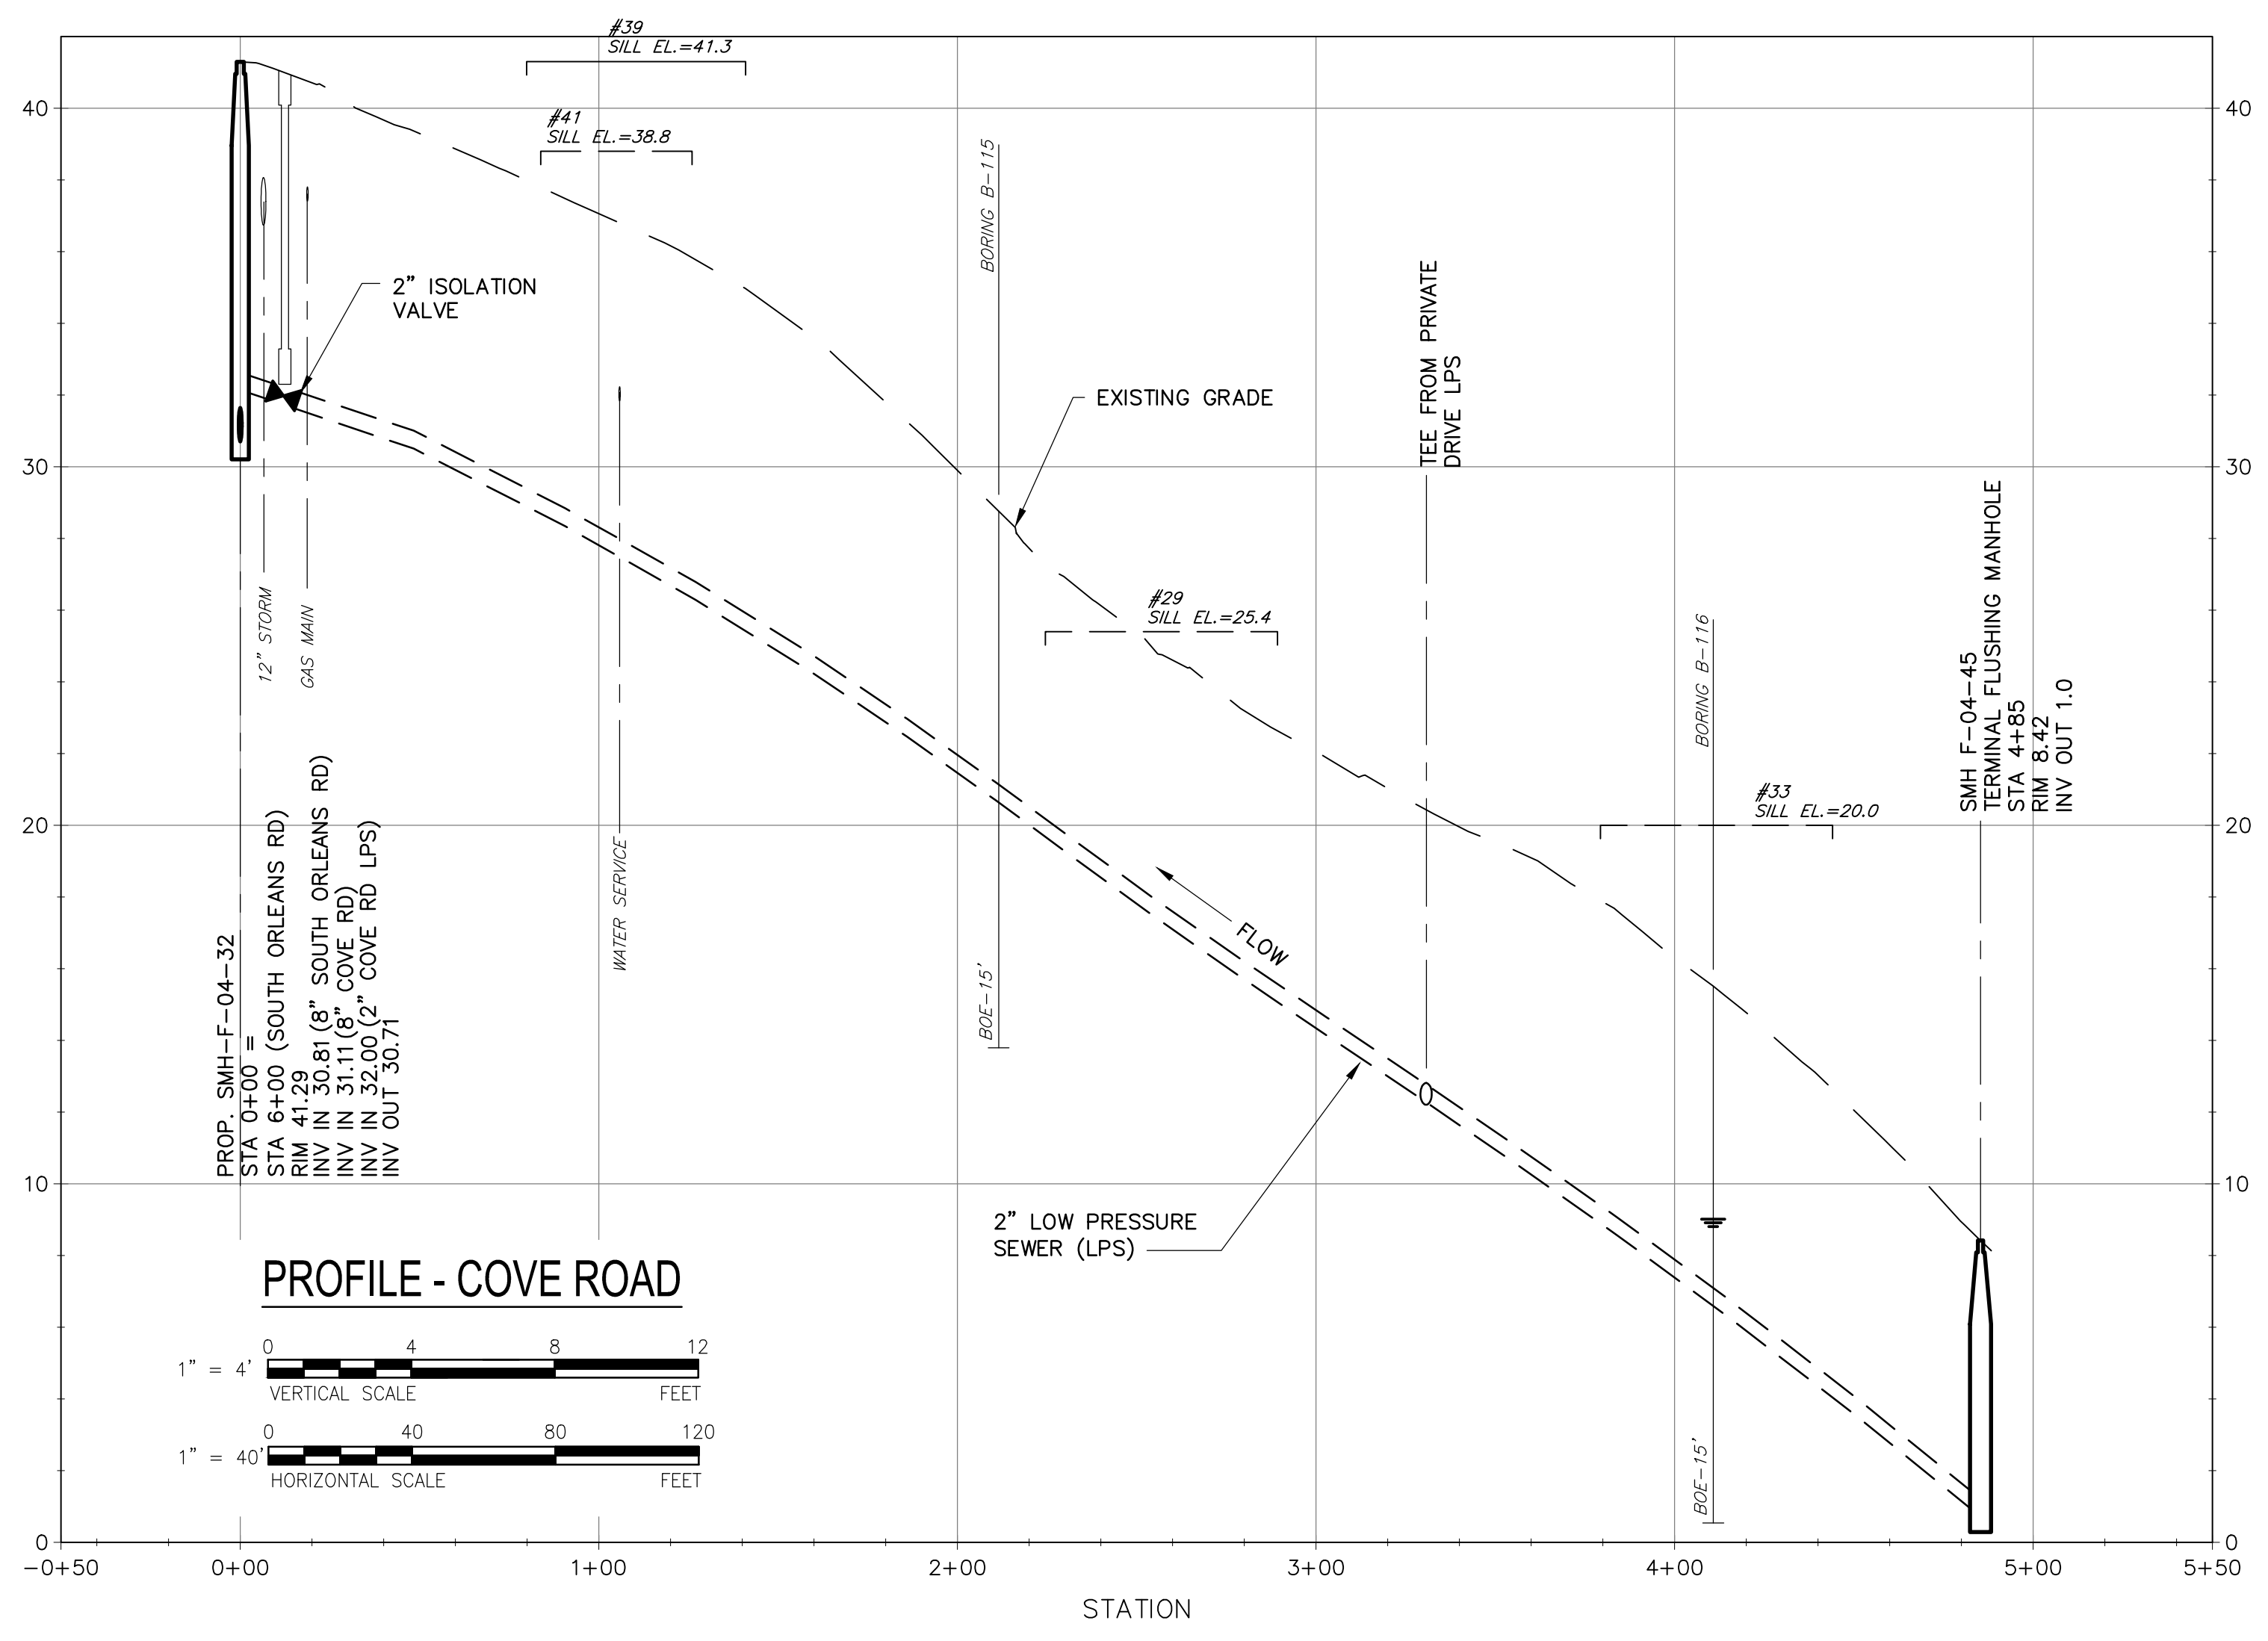 #39
SILL EL.=41.3
#41
SILL EL.=38.8
40
40
BORING B-115
2" ISOLATION
VALVE
TEE FROM PRIVATE
DRIVE LPS
EXISTING GRADE
30
30
12" STORM
GAS MAIN
#29
SILL EL.=25.4
BORING B-116
SMH F-04-45
TERMINAL FLUSHING MANHOLE
STA 4+85
RIM 8.42
INV OUT 1.0
#33
SILL EL.=20.0
20
20
WATER SERVICE
FLOW
BOE-15'
PROP. SMH-F-04-32
STA 0+00 =
STA 6+00 (SOUTH ORLEANS RD)
RIM 41.29
INV IN 30.81 (8" SOUTH ORLEANS RD)
INV IN 31.11 (8" COVE RD)
INV IN 32.00 (2" COVE RD LPS)
INV OUT 30.71
10
10
2" LOW PRESSURE
SEWER (LPS)
PROFILE - COVE ROAD
0 4 8 12
1" = 4'
VERTICAL SCALE FEET
0 40 80 120
1" = 40'
HORIZONTAL SCALE FEET
BOE-15'
0
0
-0+50 0+00 1+00 2+00 3+00 4+00 5+00 5+50
STATION